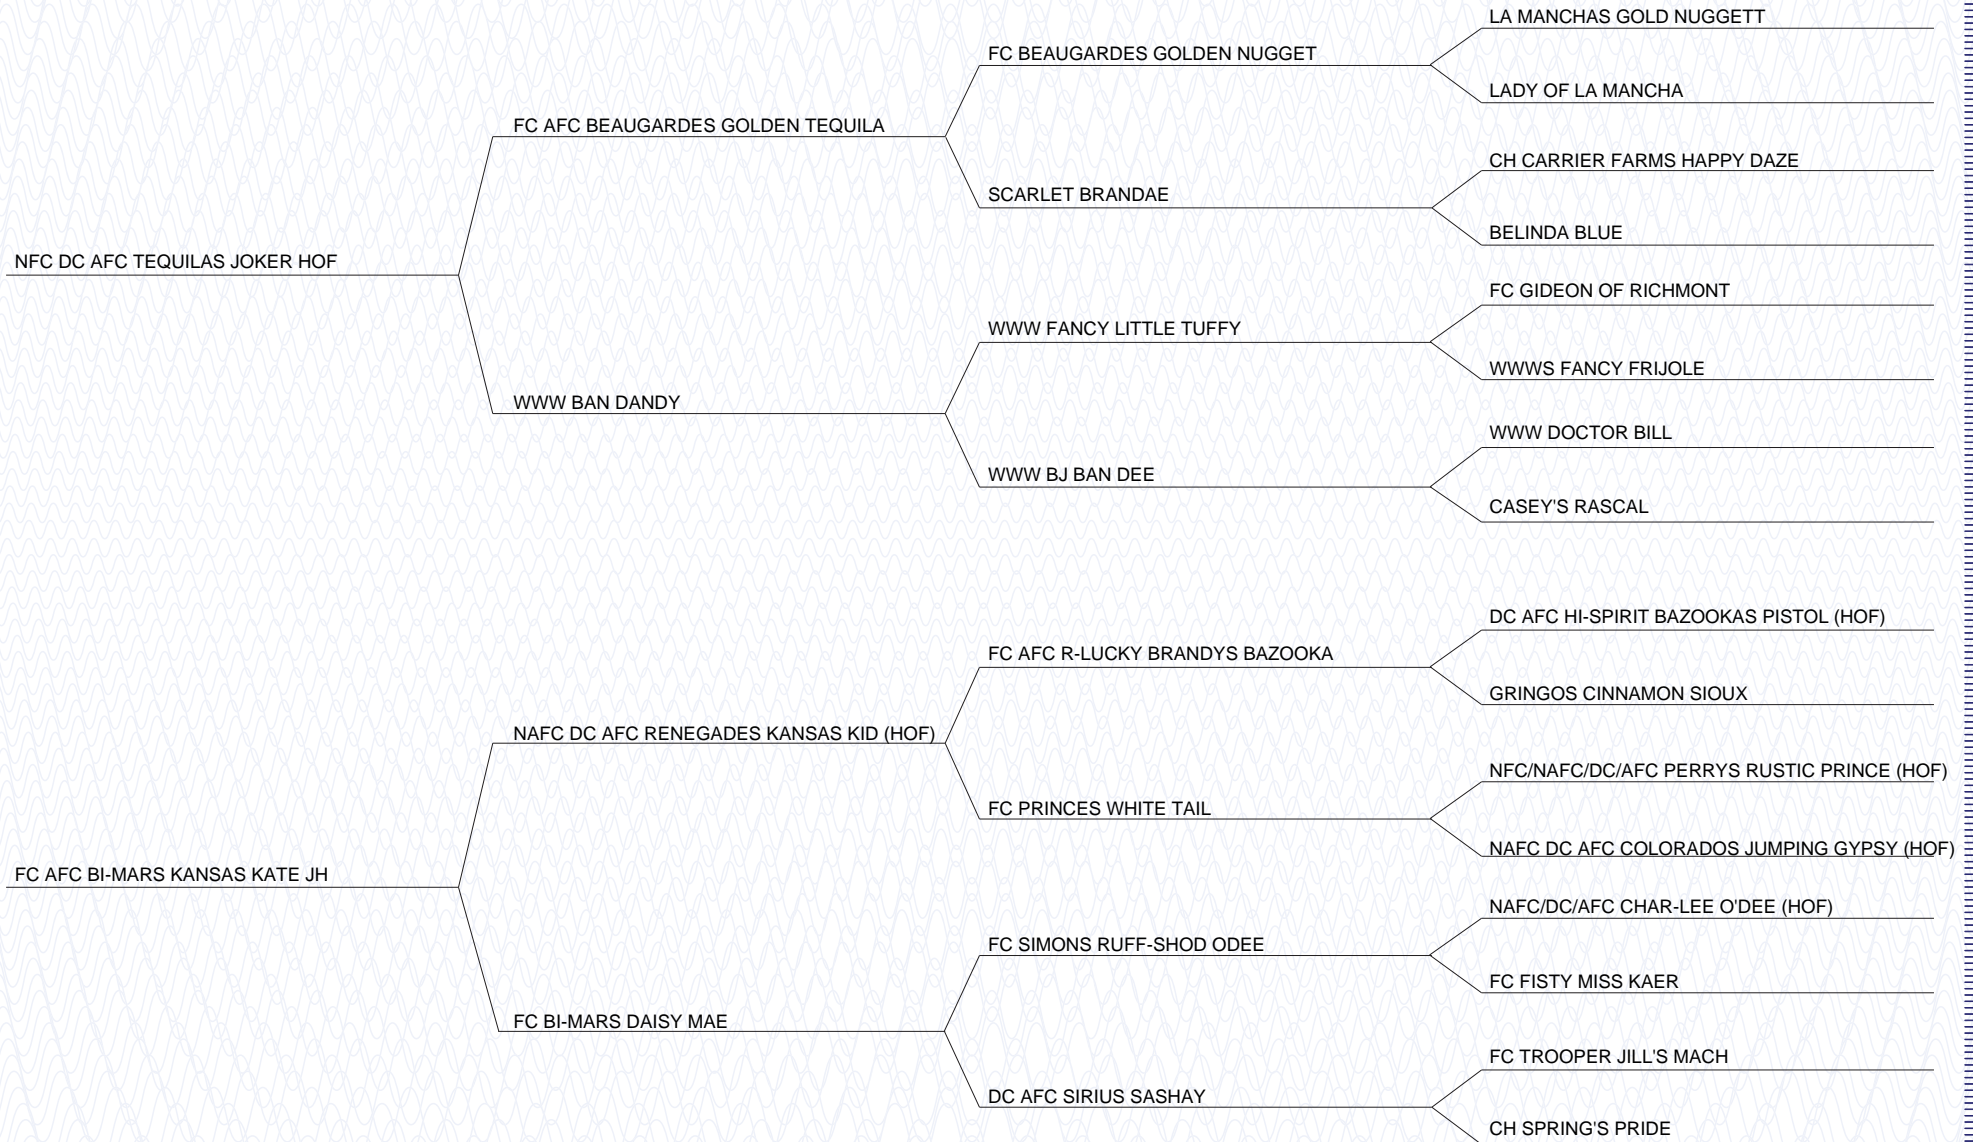 LA MANCHAS GOLD NUGGETT
FC BEAUGARDES GOLDEN NUGGET
LADY OF LA MANCHA
FC AFC BEAUGARDES GOLDEN TEQUILA
CH CARRIER FARMS HAPPY DAZE
SCARLET BRANDAE
BELINDA BLUE
NFC DC AFC TEQUILAS JOKER HOF
FC GIDEON OF RICHMONT
WWW FANCY LITTLE TUFFY
WWWS FANCY FRIJOLE
WWW BAN DANDY
WWW DOCTOR BILL
WWW BJ BAN DEE
CASEY'S RASCAL
DC AFC HI-SPIRIT BAZOOKAS PISTOL (HOF)
FC AFC R-LUCKY BRANDYS BAZOOKA
GRINGOS CINNAMON SIOUX
NAFC DC AFC RENEGADES KANSAS KID (HOF)
NFC/NAFC/DC/AFC PERRYS RUSTIC PRINCE (HOF)
FC PRINCES WHITE TAIL
NAFC DC AFC COLORADOS JUMPING GYPSY (HOF)
FC AFC BI-MARS KANSAS KATE JH
NAFC/DC/AFC CHAR-LEE O'DEE (HOF)
FC SIMONS RUFF-SHOD ODEE
FC FISTY MISS KAER
FC BI-MARS DAISY MAE
FC TROOPER JILL'S MACH
DC AFC SIRIUS SASHAY
CH SPRING'S PRIDE